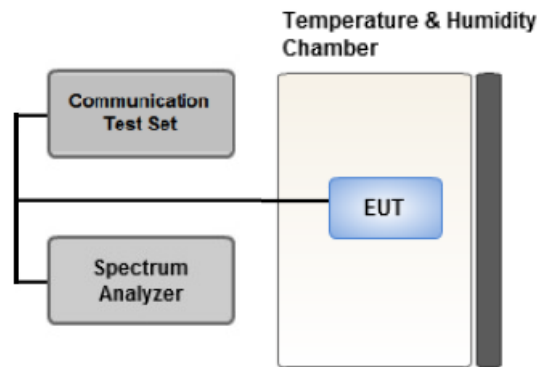 Temperature & Humidity
Chamber
Communication
Test Set
EUT
Spectrum
Analyzer